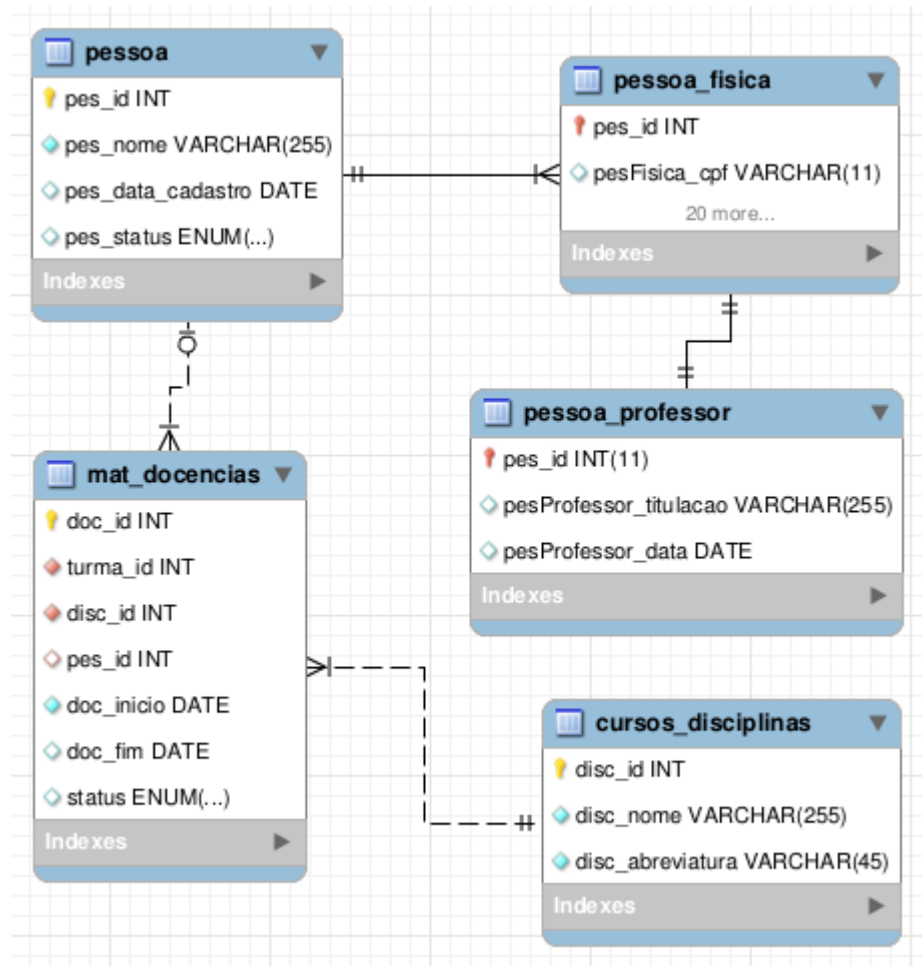 pessoa
pes_id INT
pes_nome VARCHAR(255)
pes_data_cadastro DATE
pes_status ENUM(...)
Indexes
pessoa_fisica
pes_id INT
pesFisica_cpf VARCHAR(11)
20 more...
Indexes
pessoa_professor
pes_id INT(11)
pesProfessor_titulacao VARCHAR(255)
pesProfessor_data DATE
Indexes
mat_docencias
doc_id INT
turma_id INT
disc_id INT
pes_id INT
doc_inicio DATE
doc_fim DATE
status ENUM(...)
Indexes
cursos_disciplinas
disc_id INT
disc_nome VARCHAR(255)
disc_abreviatura VARCHAR(45)
Indexes